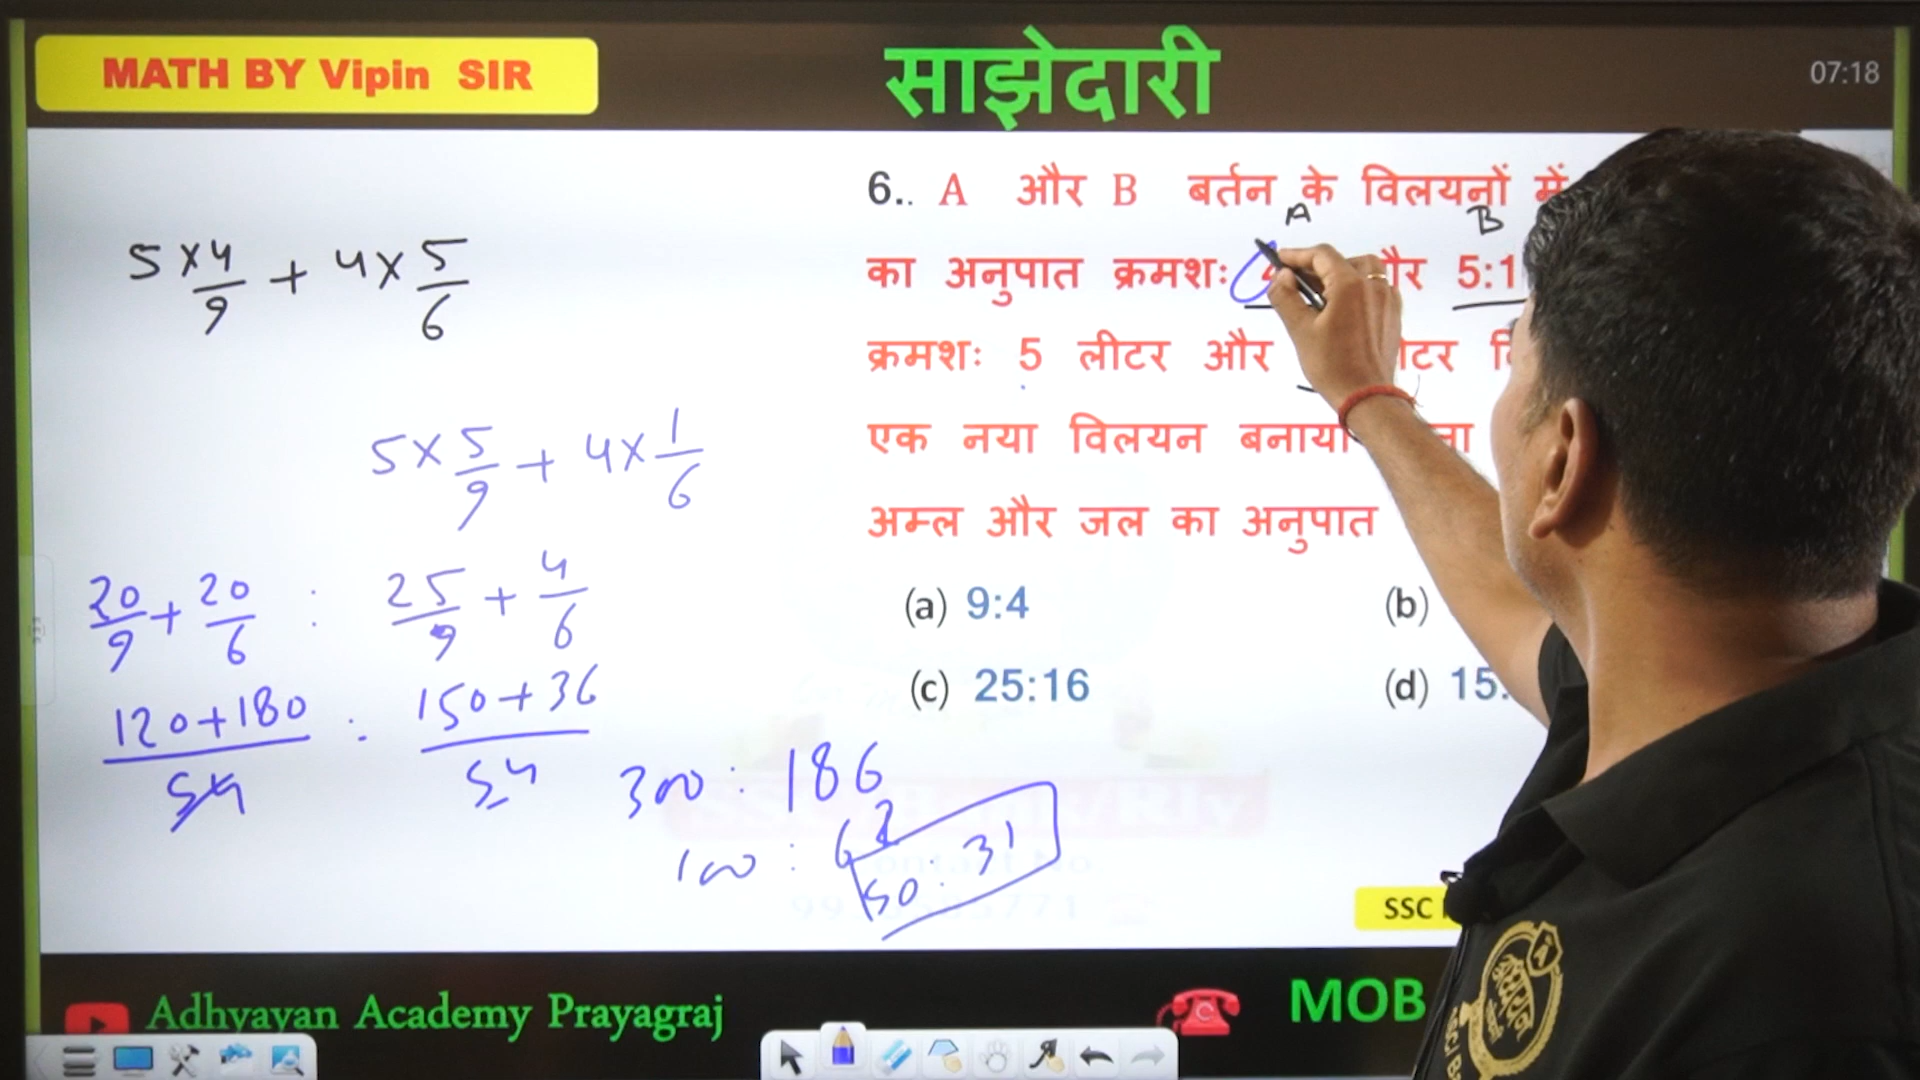 MATH BY Vipin SIR
साझेदारी
07:18
6.. A और B बर्तन के विलयनों में
A B
का अनुपात क्रमशः और 5:1
क्रमशः 5 लीटर और
एक नया विलयन बनाया
अम्ल और जल का अनुपात
(a) 9:4
(b)
(c) 25:16
(d) 15:
5 × 4/9 + 4 × 5/6
5 × 5/9 + 4 × 1/6
20/9 + 20/6 : 25/9 + 4/6
120+180/54 : 150+36/54
300 : 186
100 : 62
50 : 31
SSC
Adhyayan Academy Prayagraj
MOB